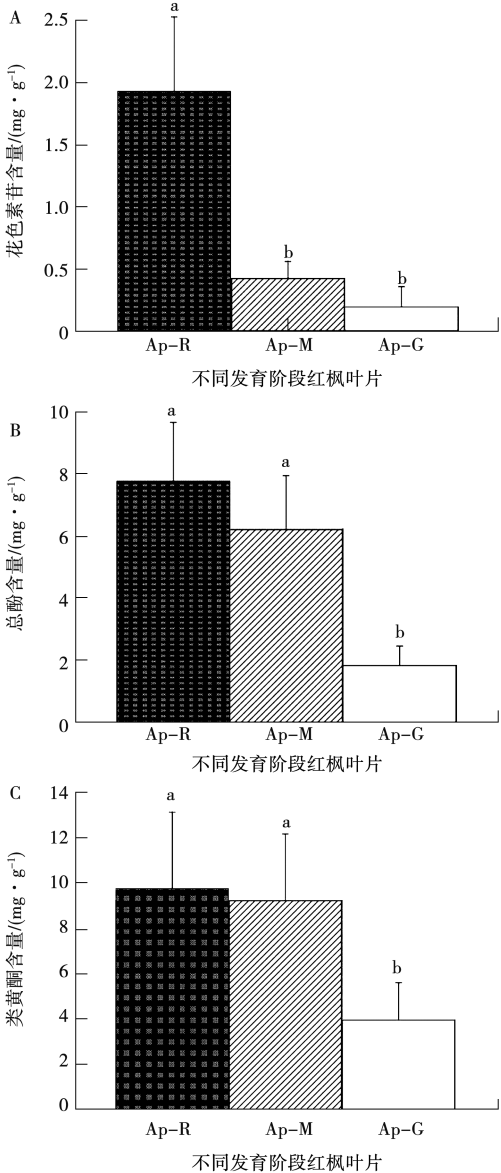 A
花色素苷含量/(mg·g⁻¹)
2.5
2.0
1.5
1.0
0.5
0
a
b
b
Ap-R
Ap-M
Ap-G
不同发育阶段红枫叶片
B
总酚含量/(mg·g⁻¹)
10
8
6
4
2
0
a
a
b
Ap-R
Ap-M
Ap-G
不同发育阶段红枫叶片
C
类黄酮含量/(mg·g⁻¹)
14
12
10
8
6
4
2
0
a
a
b
Ap-R
Ap-M
Ap-G
不同发育阶段红枫叶片